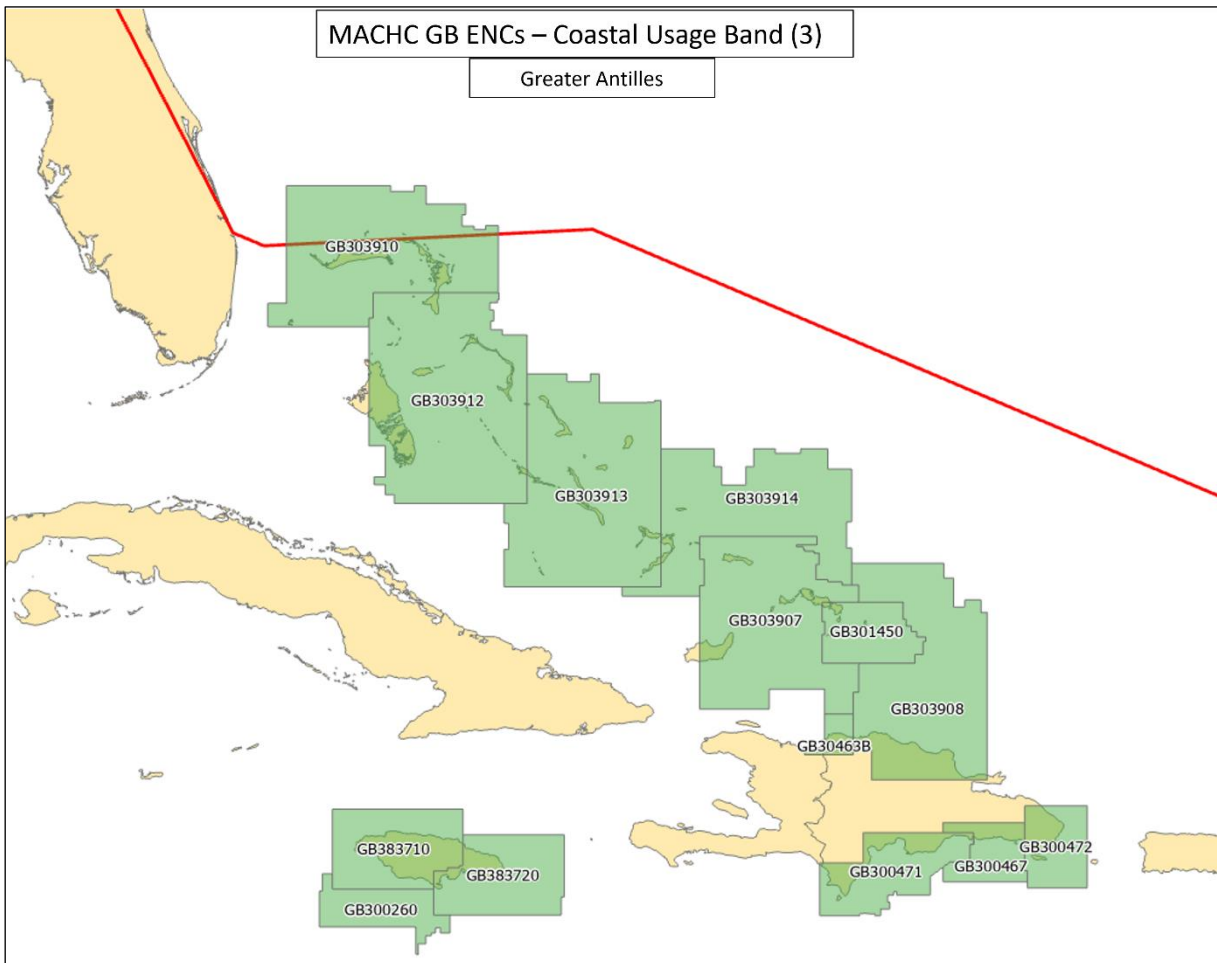 MACHC GB ENCs – Coastal Usage Band (3)
Greater Antilles
GB303910
GB303912
GB303913
GB303914
GB303907
GB301450
GB303908
GB30463B
GB383710
GB383720
GB300260
GB300471
GB300467
GB300472